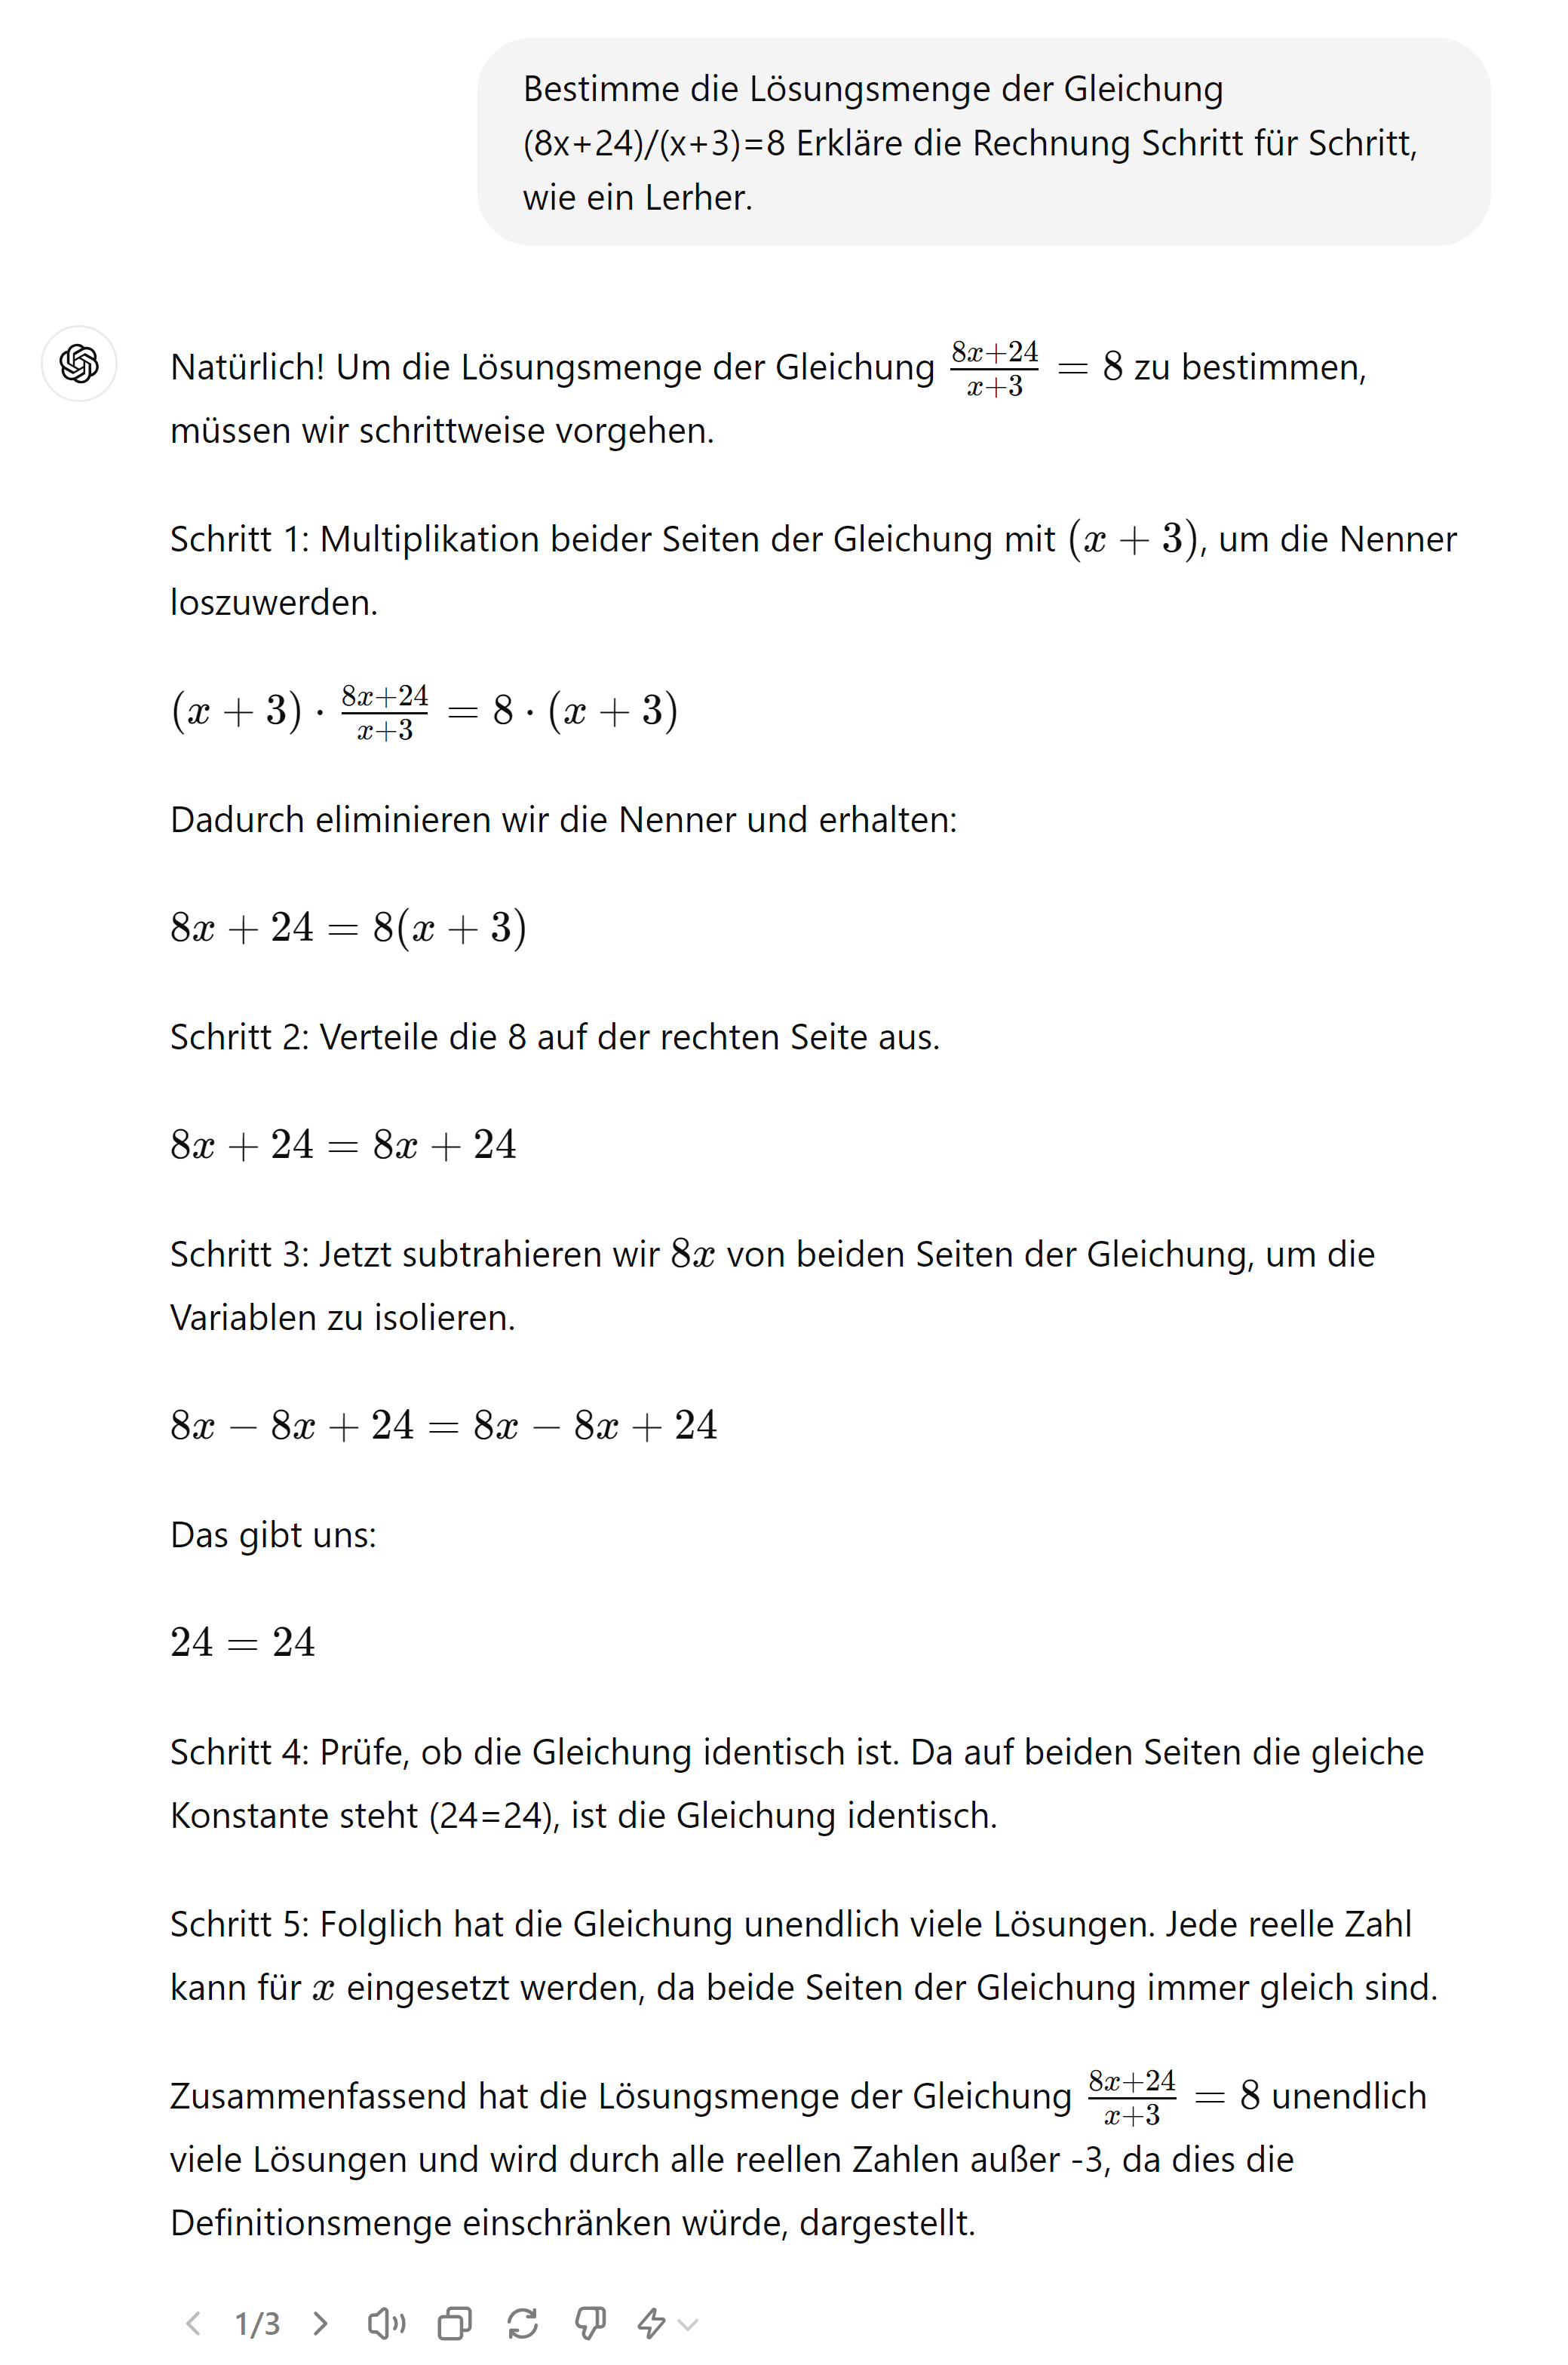 Bestimme die Lösungsmenge der Gleichung
(8x+24)/(x+3)=8 Erkläre die Rechnung Schritt für Schritt,
wie ein Lerher.
Natürlich! Um die Lösungsmenge der Gleichung \frac{8x+24}{x+3} = 8 zu bestimmen,
müssen wir schrittweise vorgehen.
Schritt 1: Multiplikation beider Seiten der Gleichung mit (x + 3), um die Nenner
loszuwerden.
(x + 3) · \frac{8x+24}{x+3} = 8 · (x + 3)
Dadurch eliminieren wir die Nenner und erhalten:
8x + 24 = 8(x + 3)
Schritt 2: Verteile die 8 auf der rechten Seite aus.
8x + 24 = 8x + 24
Schritt 3: Jetzt subtrahieren wir 8x von beiden Seiten der Gleichung, um die
Variablen zu isolieren.
8x − 8x + 24 = 8x − 8x + 24
Das gibt uns:
24 = 24
Schritt 4: Prüfe, ob die Gleichung identisch ist. Da auf beiden Seiten die gleiche
Konstante steht (24=24), ist die Gleichung identisch.
Schritt 5: Folglich hat die Gleichung unendlich viele Lösungen. Jede reelle Zahl
kann für x eingesetzt werden, da beide Seiten der Gleichung immer gleich sind.
Zusammenfassend hat die Lösungsmenge der Gleichung \frac{8x+24}{x+3} = 8 unendlich
viele Lösungen und wird durch alle reellen Zahlen außer -3, da dies die
Definitionsmenge einschränken würde, dargestellt.
1/3